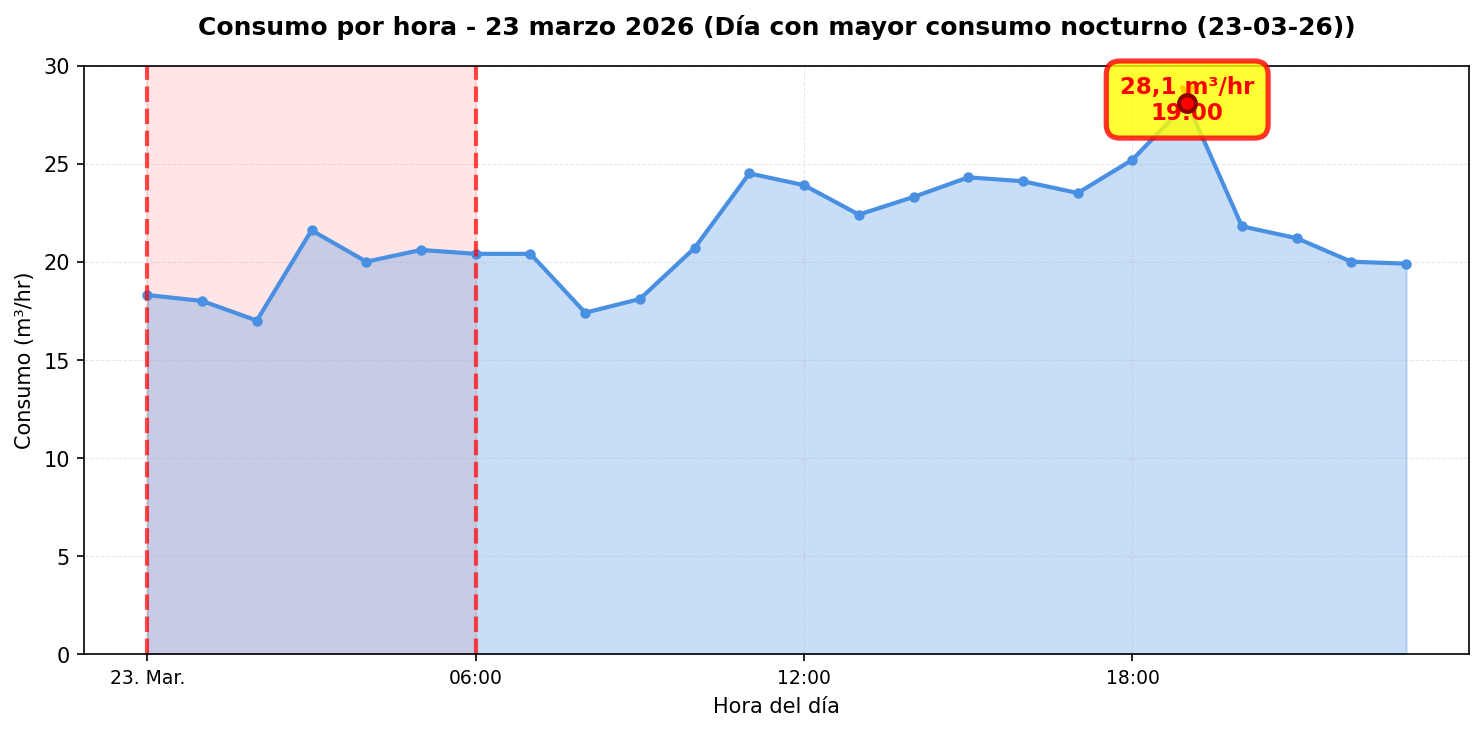 Consumo por hora - 23 marzo 2026 (Día con mayor consumo nocturno (23-03-26))
28,1 m³/hr
19:00
Consumo (m³/hr)
30
25
20
15
10
5
0
23. Mar.
06:00
12:00
18:00
Hora del día